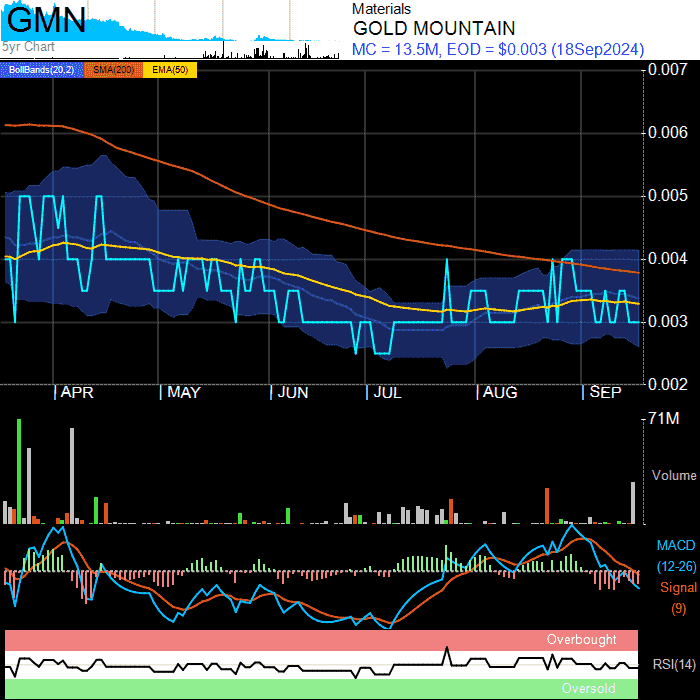 GMN
5yr Chart
Materials
GOLD MOUNTAIN
MC = 13.5M, EOD = $0.003 (18Sep2024)
BollBands(20,2) SMA(200) EMA(50)
0.007
0.006
0.005
0.004
0.003
0.002
APR MAY JUN JUL AUG SEP
71M
Volume
MACD
(12-26)
Signal
(9)
Overbought
RSI(14)
Oversold